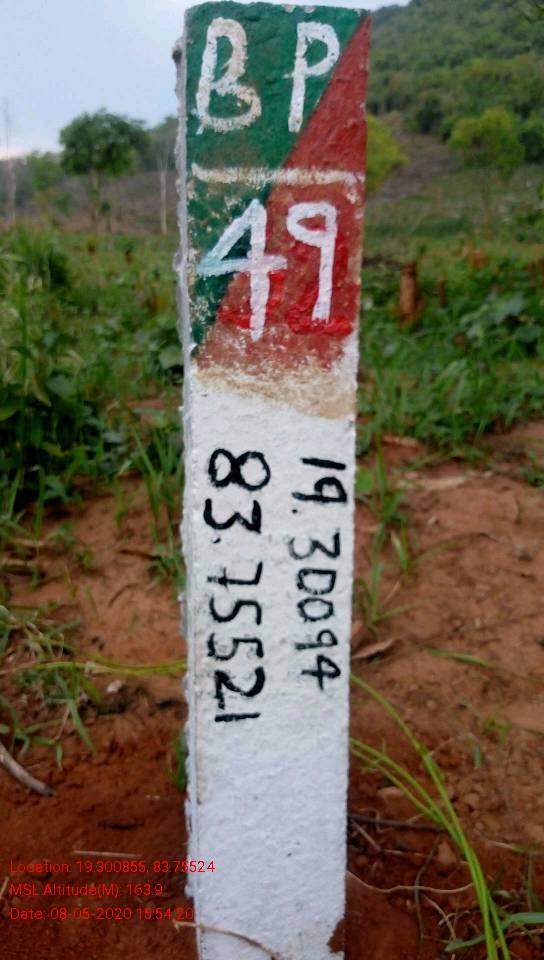 BP
49
19.30094
83.75521
Location: 19.300855, 83.75524
MSL Altitude(M): 163.9
Date: 08-05-2020 15:54:20